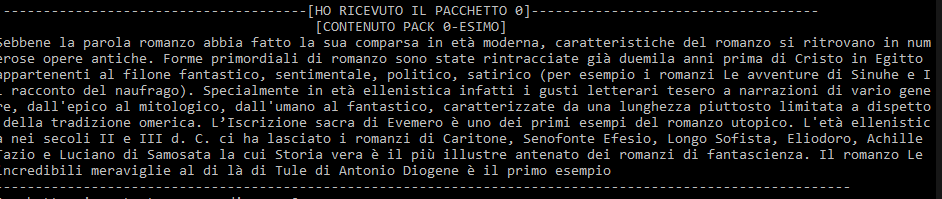 --------------------------------------[HO RICEVUTO IL PACCHETTO 0]------------------------------------
[CONTENUTO PACK 0-ESIMO]
Sebbene la parola romanzo abbia fatto la sua comparsa in età moderna, caratteristiche del romanzo si ritrovano in num
erose opere antiche. Forme primordiali di romanzo sono state rintracciate già duemila anni prima di Cristo in Egitto
appartenenti al filone fantastico, sentimentale, politico, satirico (per esempio i romanzi Le avventure di Sinuhe e I
l racconto del naufrago). Specialmente in età ellenistica infatti i gusti letterari tesero a narrazioni di vario gene
re, dall'epico al mitologico, dall'umano al fantastico, caratterizzate da una lunghezza piuttosto limitata a dispetto
della tradizione omerica. L’Iscrizione sacra di Evemero è uno dei primi esempi del romanzo utopico. L'età ellenistic
a nei secoli II e III d. C. ci ha lasciato i romanzi di Caritone, Senofonte Efesio, Longo Sofista, Eliodoro, Achille
Tazio e Luciano di Samosata la cui Storia vera è il più illustre antenato dei romanzi di fantascienza. Il romanzo Le
incredibili meraviglie al di là di Tule di Antonio Diogene è il primo esempio
-----------------------------------------------------------------------------------------------------------